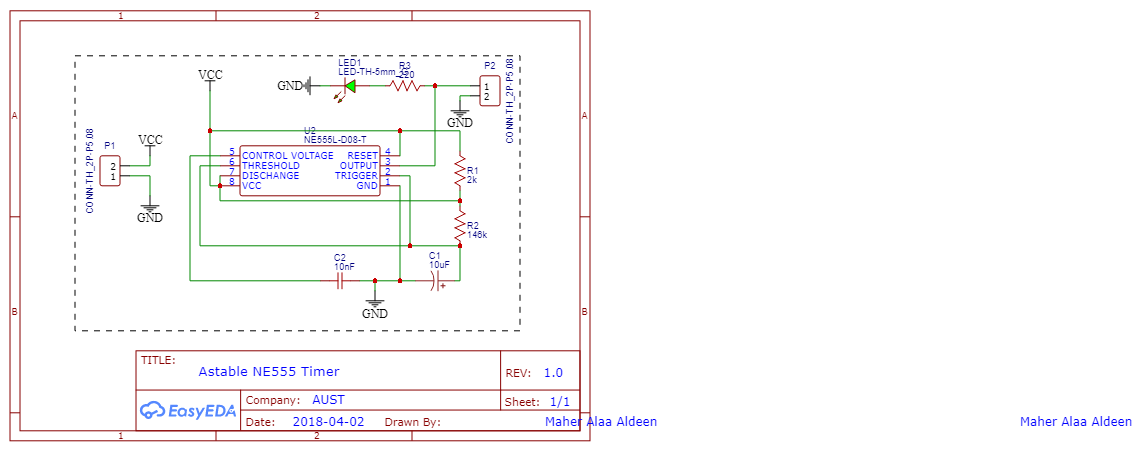 1 2
A A
B B
1 2
VCC
GND
LED1
LED-TH-5mm_
R3
220
P2
1
2
CONN-TH_2P-P5.08
GND
P1
VCC
2
1
CONN-TH_2P-P5.08
GND
U2
NE555L-D08-T
5 CONTROL VOLTAGE RESET 4
6 THRESHOLD OUTPUT 3
7 DISCHANGE TRIGGER 2
8 VCC GND 1
R1
2k
R2
146k
C2
10nF
C1
10uF
+
GND
TITLE:
Astable NE555 Timer
REV: 1.0
EasyEDA
Company: AUST
Sheet: 1/1
Date: 2018-04-02 Drawn By: Maher Alaa Aldeen
Maher Alaa Aldeen